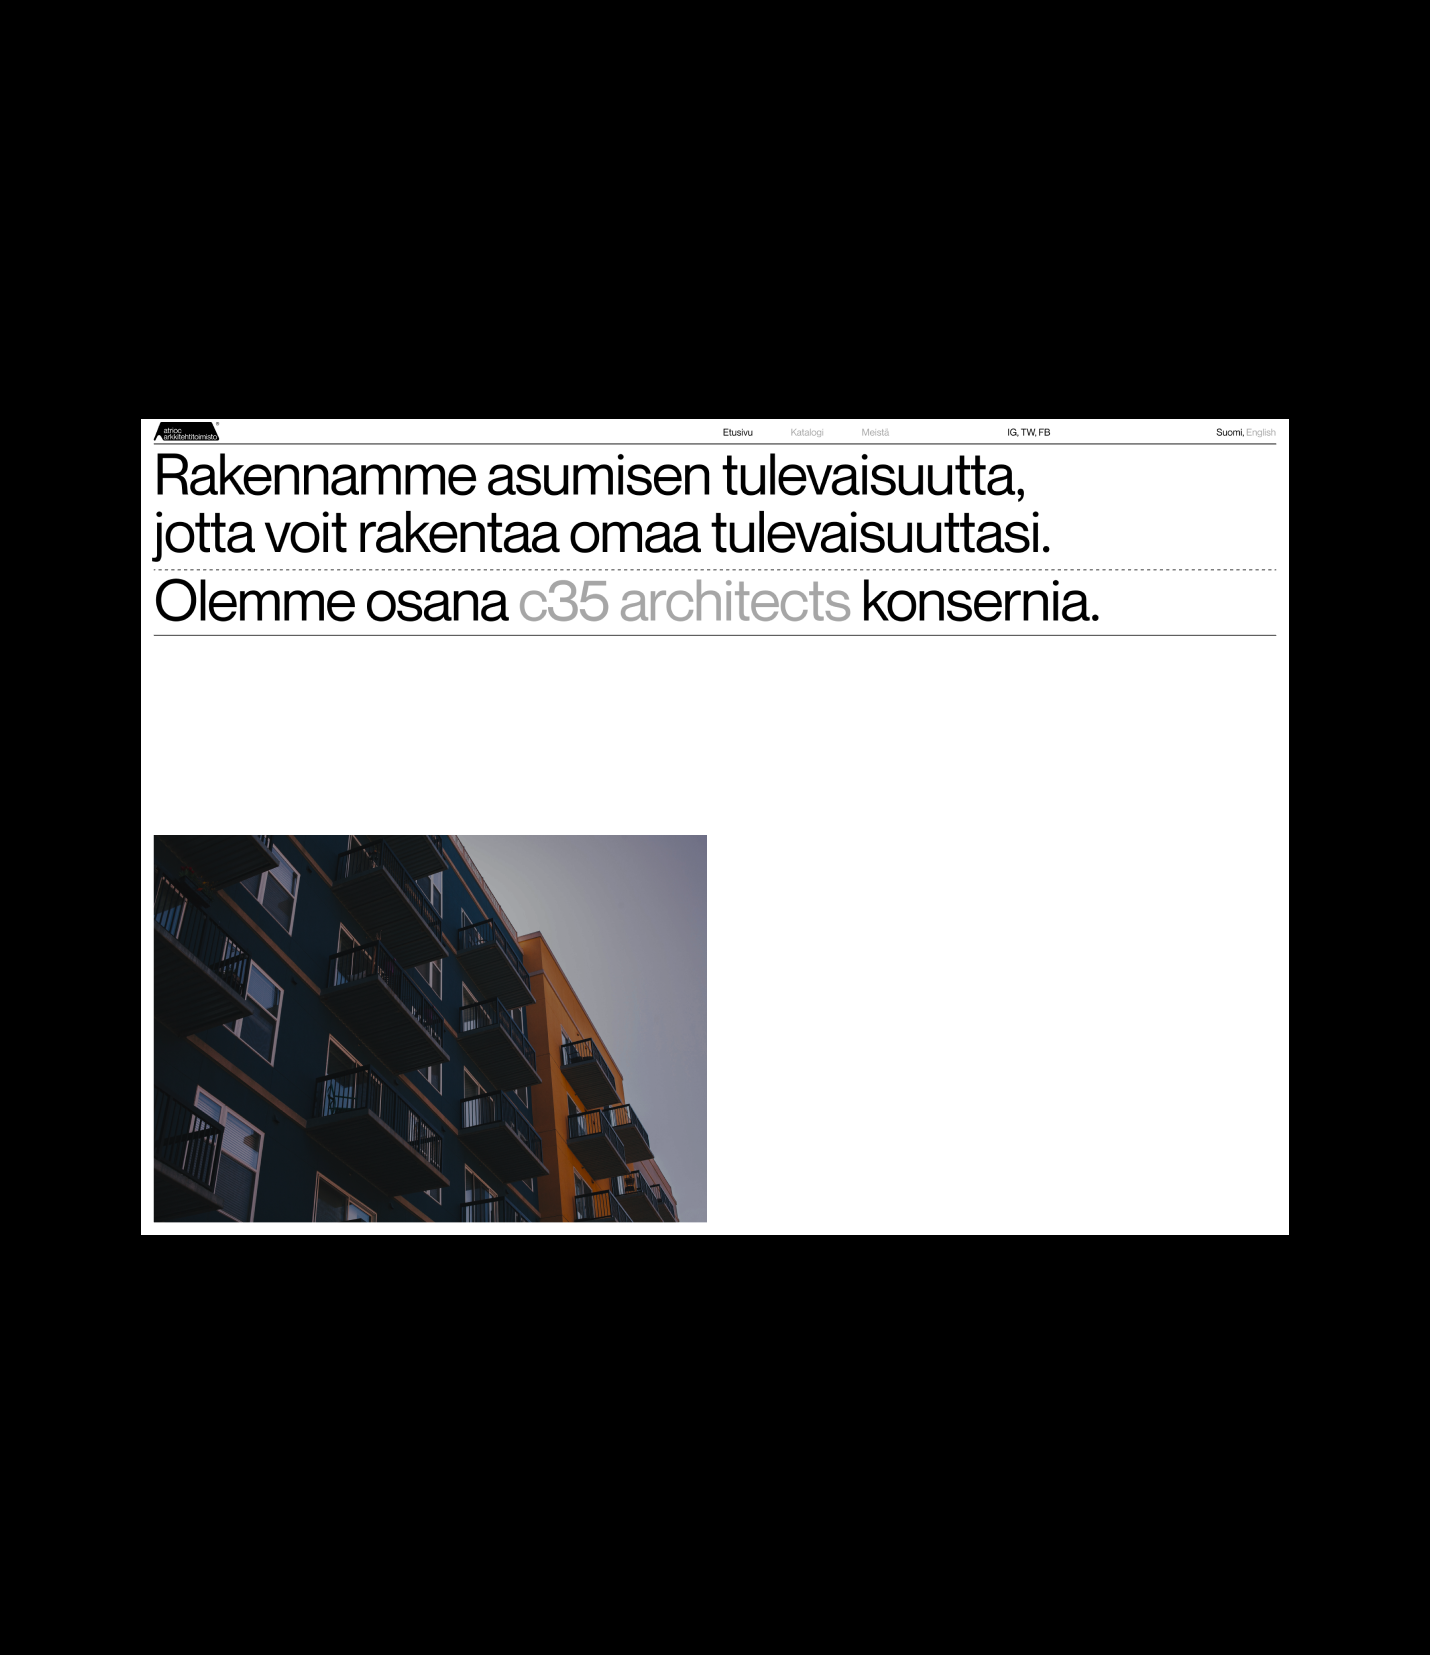 atrioc
arkkitehtitoimisto
®
Etusivu Katalogi Meistä IG, TW, FB Suomi, English
Rakennamme asumisen tulevaisuutta,
jotta voit rakentaa omaa tulevaisuuttasi.
Olemme osana c35 architects konsernia.